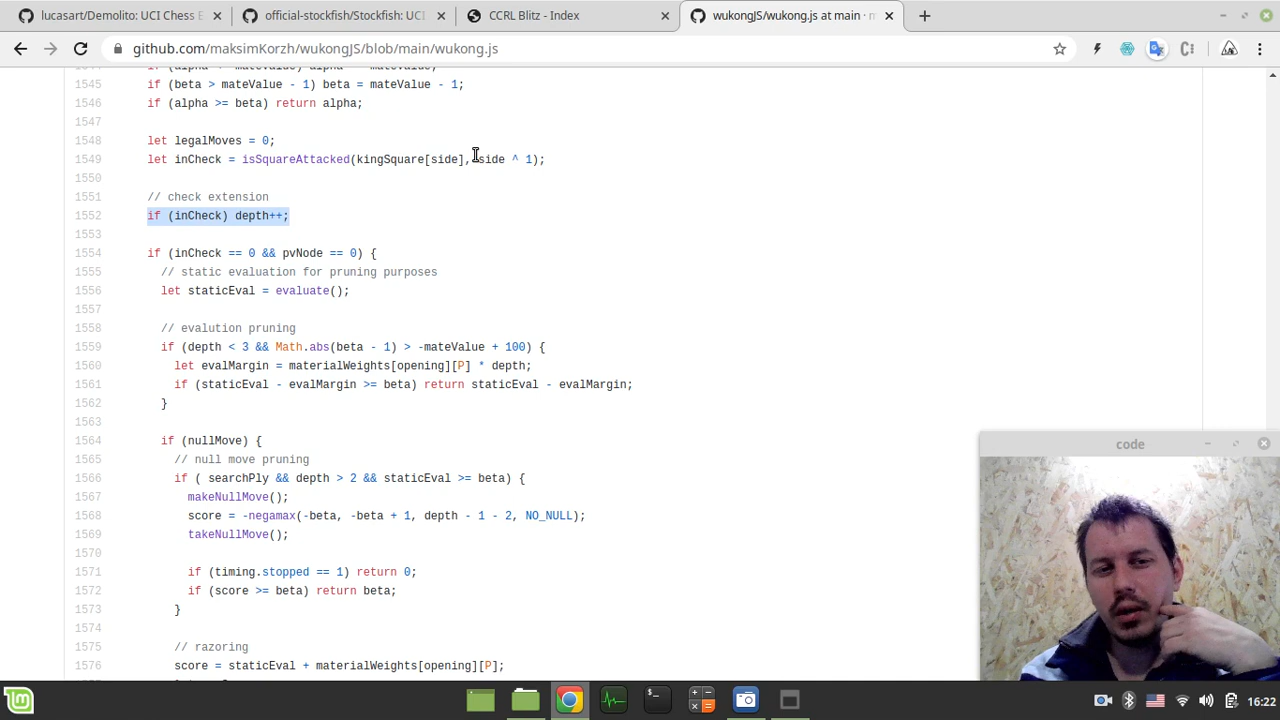 lucasart/Demolito: UCI Chess E
official-stockfish/Stockfish: UCI
CCRL Blitz - Index
wukongJS/wukong.js at main · m
github.com/maksimKorzh/wukongJS/blob/main/wukong.js
1545 if (beta > mateValue - 1) beta = mateValue - 1;
1546 if (alpha >= beta) return alpha;
1547
1548 let legalMoves = 0;
1549 let inCheck = isSquareAttacked(kingSquare[side], side ^ 1);
1550
1551 // check extension
1552 if (inCheck) depth++;
1553
1554 if (inCheck == 0 && pvNode == 0) {
1555 // static evaluation for pruning purposes
1556 let staticEval = evaluate();
1557
1558 // evalution pruning
1559 if (depth < 3 && Math.abs(beta - 1) > -mateValue + 100) {
1560 let evalMargin = materialWeights[opening][P] * depth;
1561 if (staticEval - evalMargin >= beta) return staticEval - evalMargin;
1562 }
1563
1564 if (nullMove) {
1565 // null move pruning
1566 if ( searchPly && depth > 2 && staticEval >= beta) {
1567 makeNullMove();
1568 score = -negamax(-beta, -beta + 1, depth - 1 - 2, NO_NULL);
1569 takeNullMove();
1570
1571 if (timing.stopped == 1) return 0;
1572 if (score >= beta) return beta;
1573 }
1574
1575 // razoring
1576 score = staticEval + materialWeights[opening][P];
code
16:22